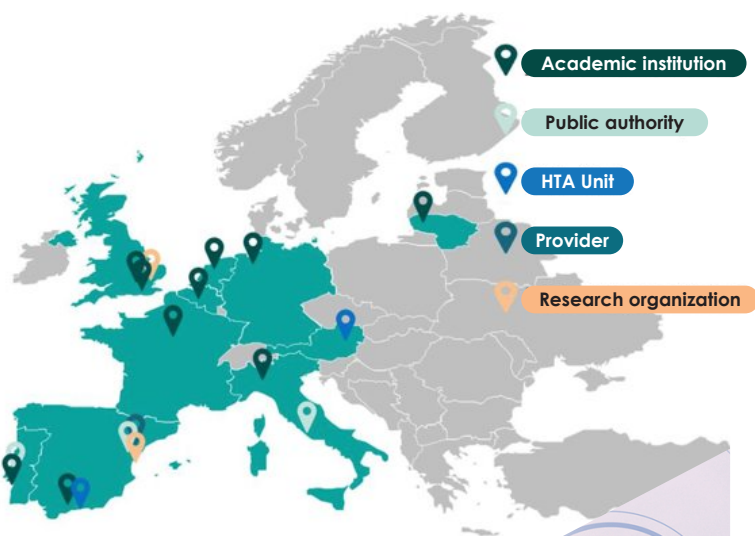 Academic institution
Public authority
HTA Unit
Provider
Research organization